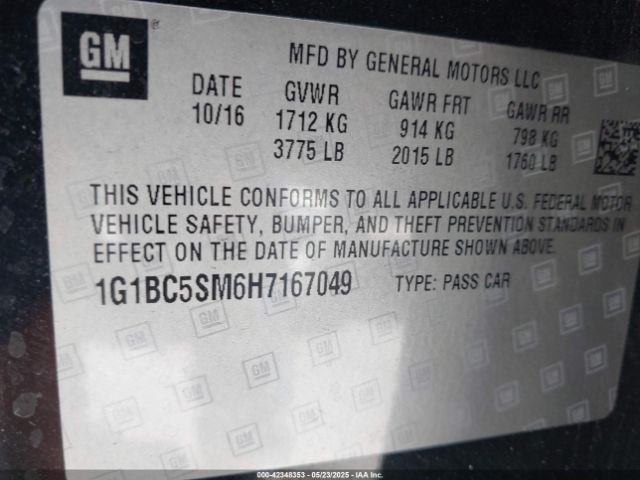 GM
MFD BY GENERAL MOTORS LLC
DATE GVWR GAWR FRT GAWR RR
10/16 1712 KG 914 KG 798 KG
3775 LB 2015 LB 1760 LB
THIS VEHICLE CONFORMS TO ALL APPLICABLE U.S. FEDERAL MOTOR
VEHICLE SAFETY, BUMPER, AND THEFT PREVENTION STANDARDS IN
EFFECT ON THE DATE OF MANUFACTURE SHOWN ABOVE.
1G1BC5SM6H7167049 TYPE: PASS CAR
00-42348353 - 05/23/2025 - IAAI.COM